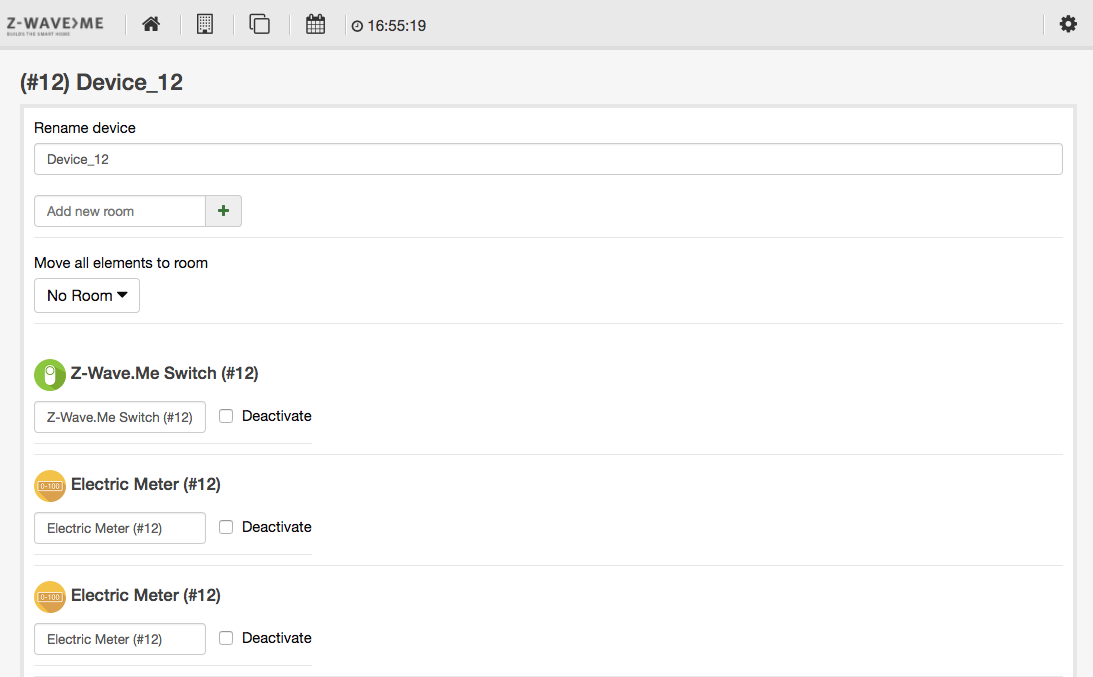 Z-WAVE>ME
BUILDS THE SMART HOME
16:55:19
(#12) Device_12
Rename device
Device_12
Add new room
Move all elements to room
No Room
Z-Wave.Me Switch (#12)
Z-Wave.Me Switch (#12)
Deactivate
0-100
Electric Meter (#12)
Electric Meter (#12)
Deactivate
0-100
Electric Meter (#12)
Electric Meter (#12)
Deactivate